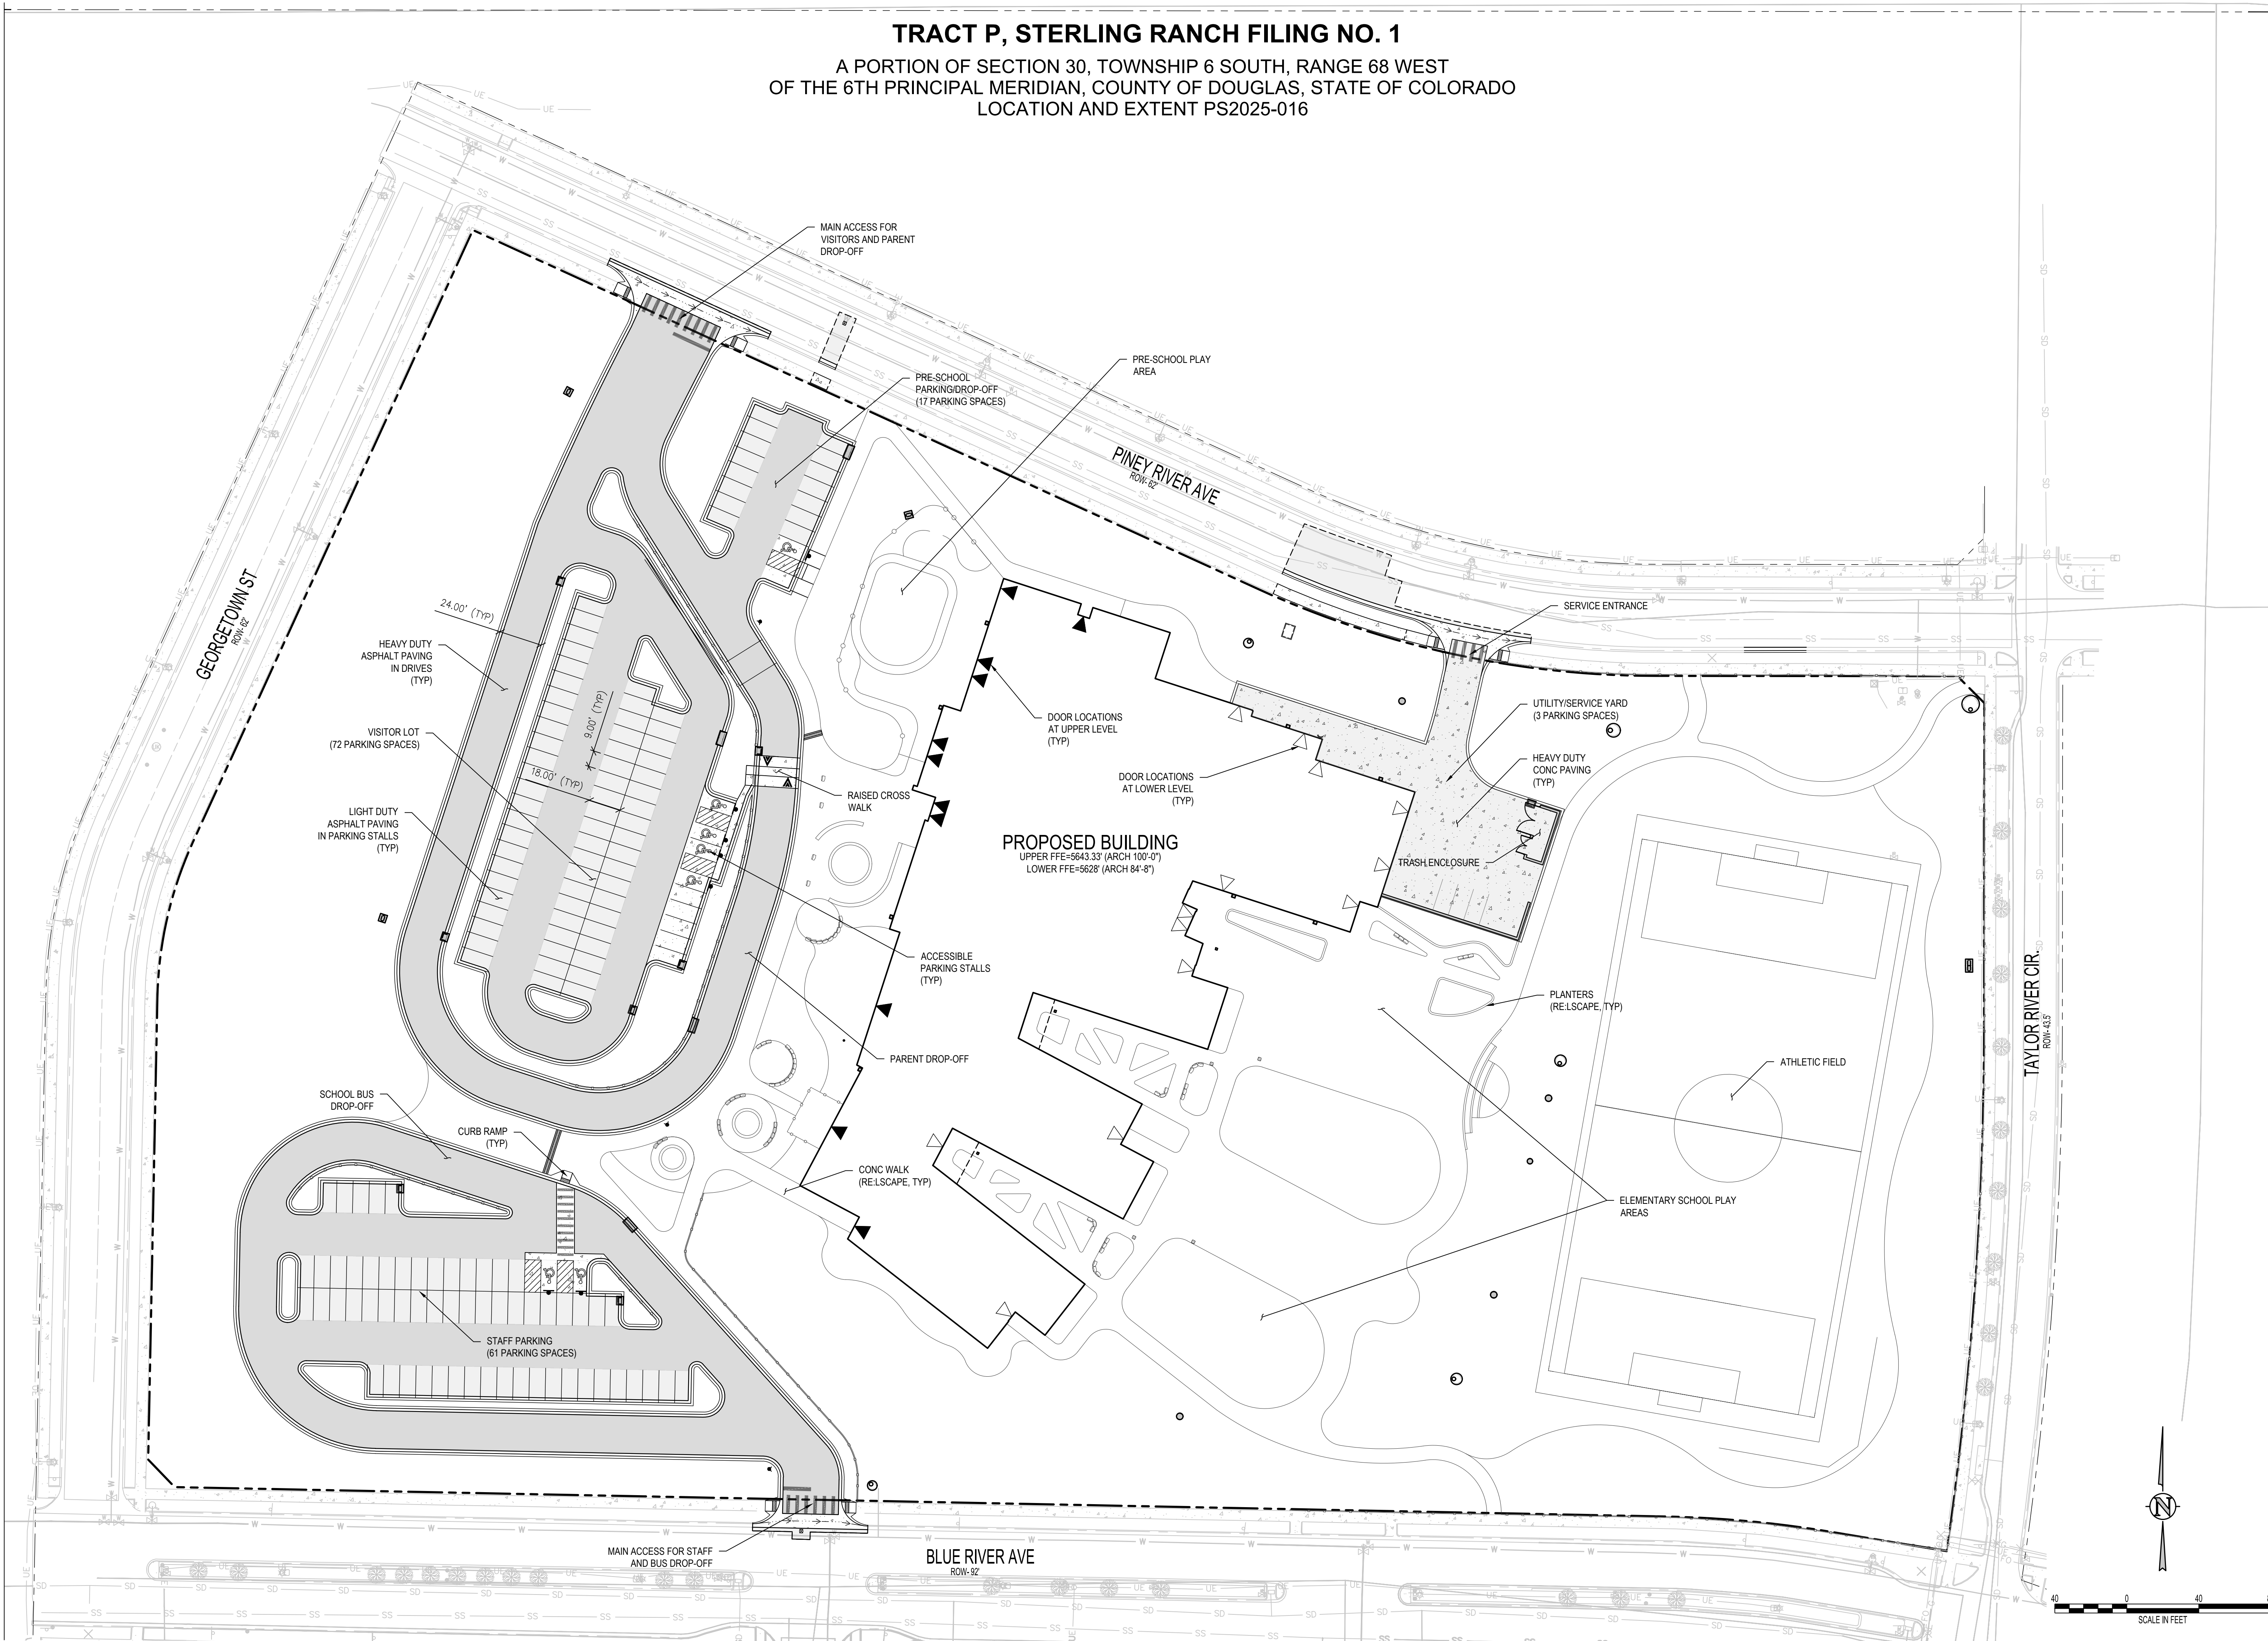 TRACT P, STERLING RANCH FILING NO. 1
A PORTION OF SECTION 30, TOWNSHIP 6 SOUTH, RANGE 68 WEST
OF THE 6TH PRINCIPAL MERIDIAN, COUNTY OF DOUGLAS, STATE OF COLORADO
LOCATION AND EXTENT PS2025-016
MAIN ACCESS FOR
VISITORS AND PARENT
DROP-OFF
PRE-SCHOOL
PARKING/DROP-OFF
(17 PARKING SPACES)
PRE-SCHOOL PLAY
AREA
PINEY RIVER AVE
ROW- 62'
GEORGETOWN ST
ROW- 62'
24.00' (TYP)
HEAVY DUTY
ASPHALT PAVING
IN DRIVES
(TYP)
9.00' (TYP)
18.00' (TYP)
VISITOR LOT
(72 PARKING SPACES)
LIGHT DUTY
ASPHALT PAVING
IN PARKING STALLS
(TYP)
SERVICE ENTRANCE
UTILITY/SERVICE YARD
(3 PARKING SPACES)
HEAVY DUTY
CONC PAVING
(TYP)
DOOR LOCATIONS
AT UPPER LEVEL
(TYP)
DOOR LOCATIONS
AT LOWER LEVEL
(TYP)
RAISED CROSS
WALK
PROPOSED BUILDING
UPPER FFE=5643.33' (ARCH 100'-0")
LOWER FFE=5628' (ARCH 84'-8")
TRASH ENCLOSURE
ACCESSIBLE
PARKING STALLS
(TYP)
PLANTERS
(RE:LSCAPE, TYP)
PARENT DROP-OFF
ATHLETIC FIELD
TAYLOR RIVER CIR.
ROW- 43.5'
SCHOOL BUS
DROP-OFF
CURB RAMP
(TYP)
CONC WALK
(RE:LSCAPE, TYP)
ELEMENTARY SCHOOL PLAY
AREAS
STAFF PARKING
(61 PARKING SPACES)
MAIN ACCESS FOR STAFF
AND BUS DROP-OFF
BLUE RIVER AVE
ROW- 92'
N
40 0 40
SCALE IN FEET